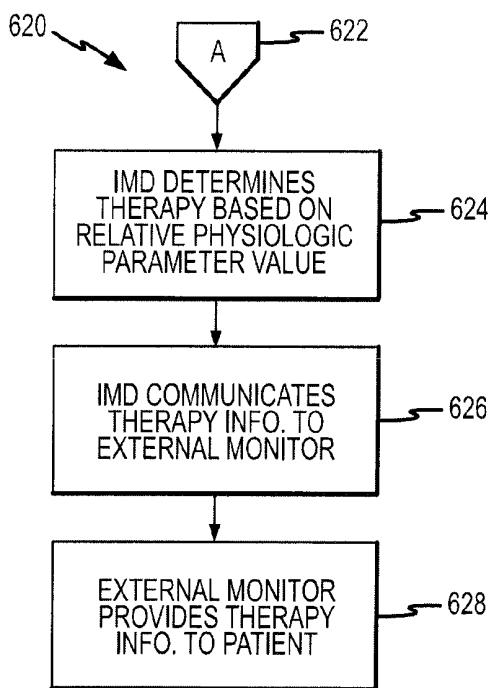 620
A
622
IMD DETERMINES
THERAPY BASED ON
RELATIVE PHYSIOLOGIC
PARAMETER VALUE
624
IMD COMMUNICATES
THERAPY INFO. TO
EXTERNAL MONITOR
626
EXTERNAL MONITOR
PROVIDES THERAPY
INFO. TO PATIENT
628